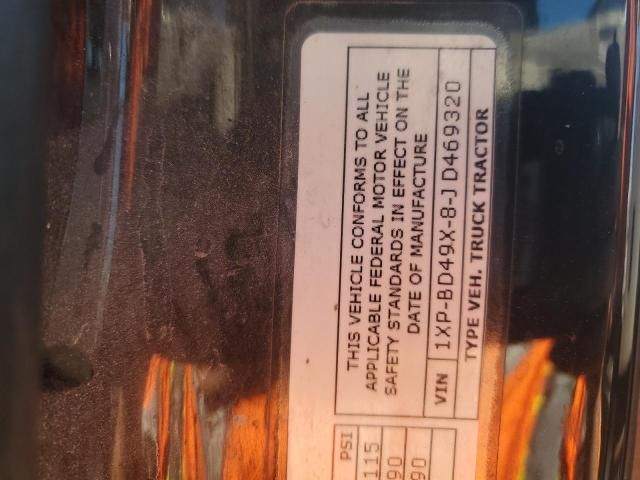 THIS VEHICLE CONFORMS TO ALL
APPLICABLE FEDERAL MOTOR VEHICLE
SAFETY STANDARDS IN EFFECT ON THE
DATE OF MANUFACTURE
VIN 1XP-BD49X-8-JD469320
TYPE VEH. TRUCK TRACTOR
PSI
115
90
90